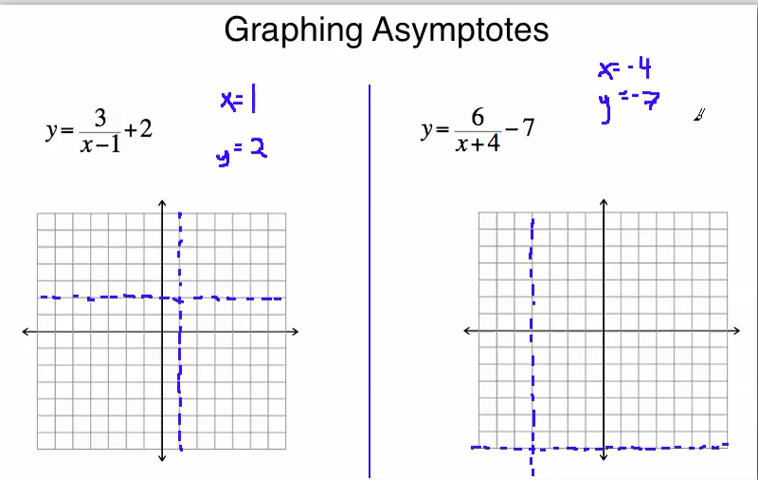 Graphing Asymptotes
y = 3/(x−1) + 2
x = 1
y = 2
y = 6/(x+4) − 7
x = -4
y = -7